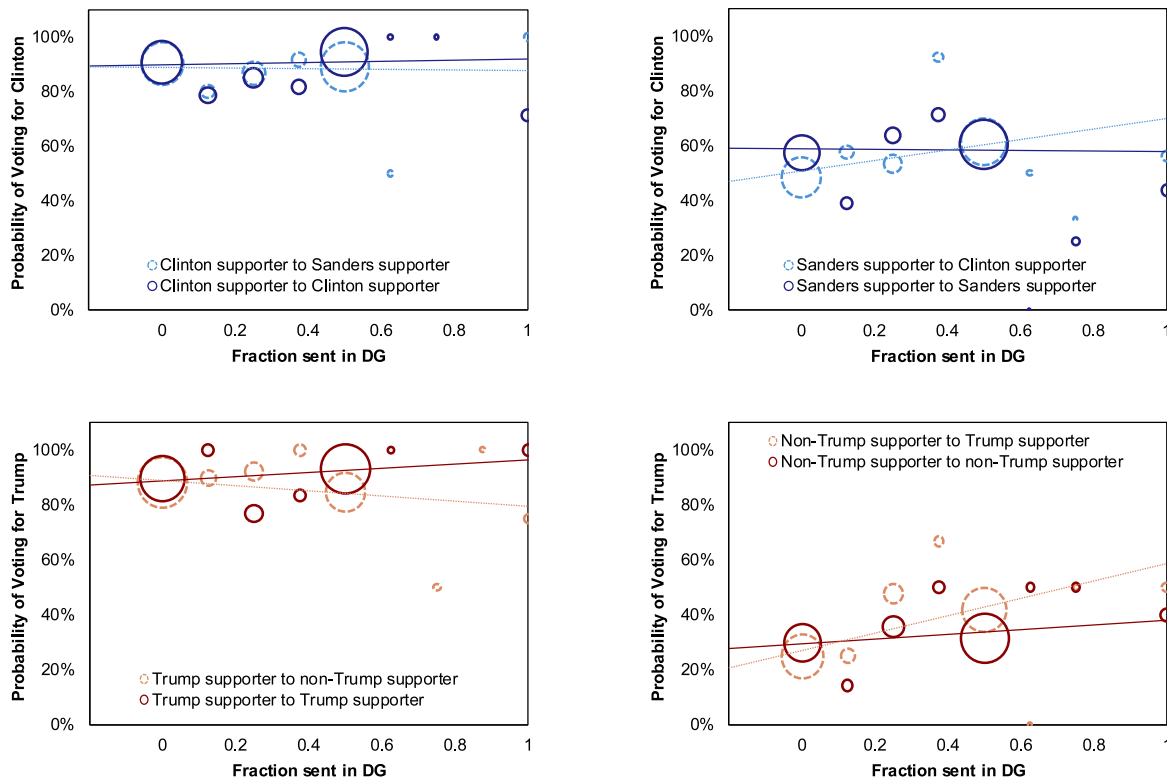 Probability of Voting for Clinton
100%
80%
60%
40%
20%
0%
Clinton supporter to Sanders supporter
Clinton supporter to Clinton supporter
0 0.2 0.4 0.6 0.8 1
Fraction sent in DG
Probability of Voting for Clinton
100%
80%
60%
40%
20%
0%
Sanders supporter to Clinton supporter
Sanders supporter to Sanders supporter
0 0.2 0.4 0.6 0.8 1
Fraction sent in DG
Probability of Voting for Trump
100%
80%
60%
40%
20%
0%
Trump supporter to non-Trump supporter
Trump supporter to Trump supporter
0 0.2 0.4 0.6 0.8 1
Fraction sent in DG
Probability of Voting for Trump
100%
80%
60%
40%
20%
0%
Non-Trump supporter to Trump supporter
Non-Trump supporter to non-Trump supporter
0 0.2 0.4 0.6 0.8 1
Fraction sent in DG